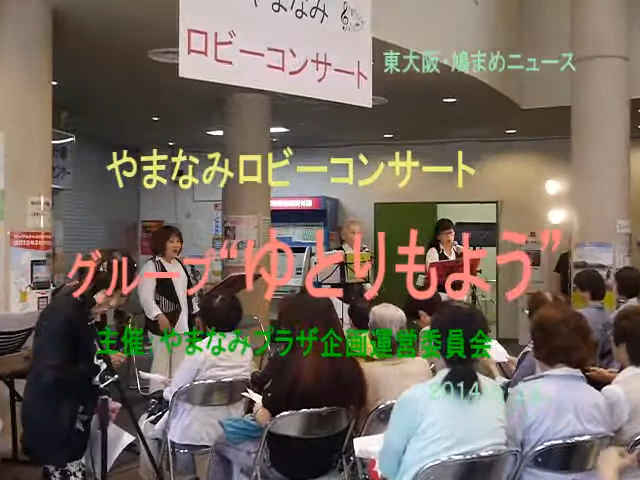 やまなみ
ロビーコンサート
東大阪・鳩まめニュース
やまなみロビーコンサート
グループ“ゆとりもよう”
主催：やまなみプラザ企画運営委員会